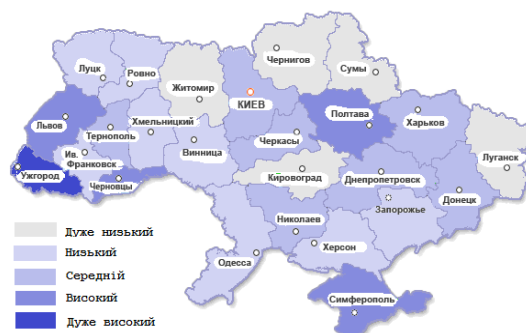 Чернигов
Луцк
Ровно
Сумы
Житомир
КИЕВ
Львов
Хмельницкий
Полтава
Харьков
Тернополь
Черкасы
Ив.
Франковск
Винница
Луганск
Ужгород
Черновцы
Кировоград
Днепропетровск
Донецк
Запорожье
Николаев
Херсон
Одесса
Симферополь
Дуже низький
Низький
Середній
Високий
Дуже високий